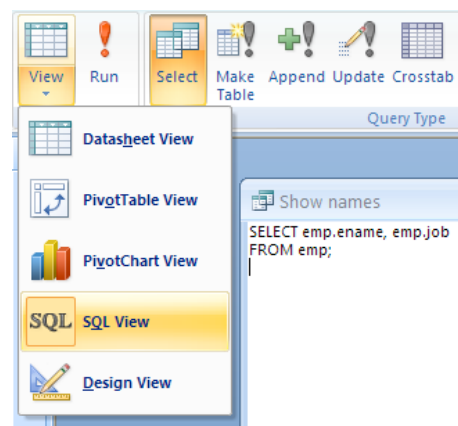 View
Run
Select
Make
Table
Append
Update
Crosstab
Query Type
Datasheet View
PivotTable View
PivotChart View
SQL
SQL View
Design View
Show names
SELECT emp.ename, emp.job
FROM emp;